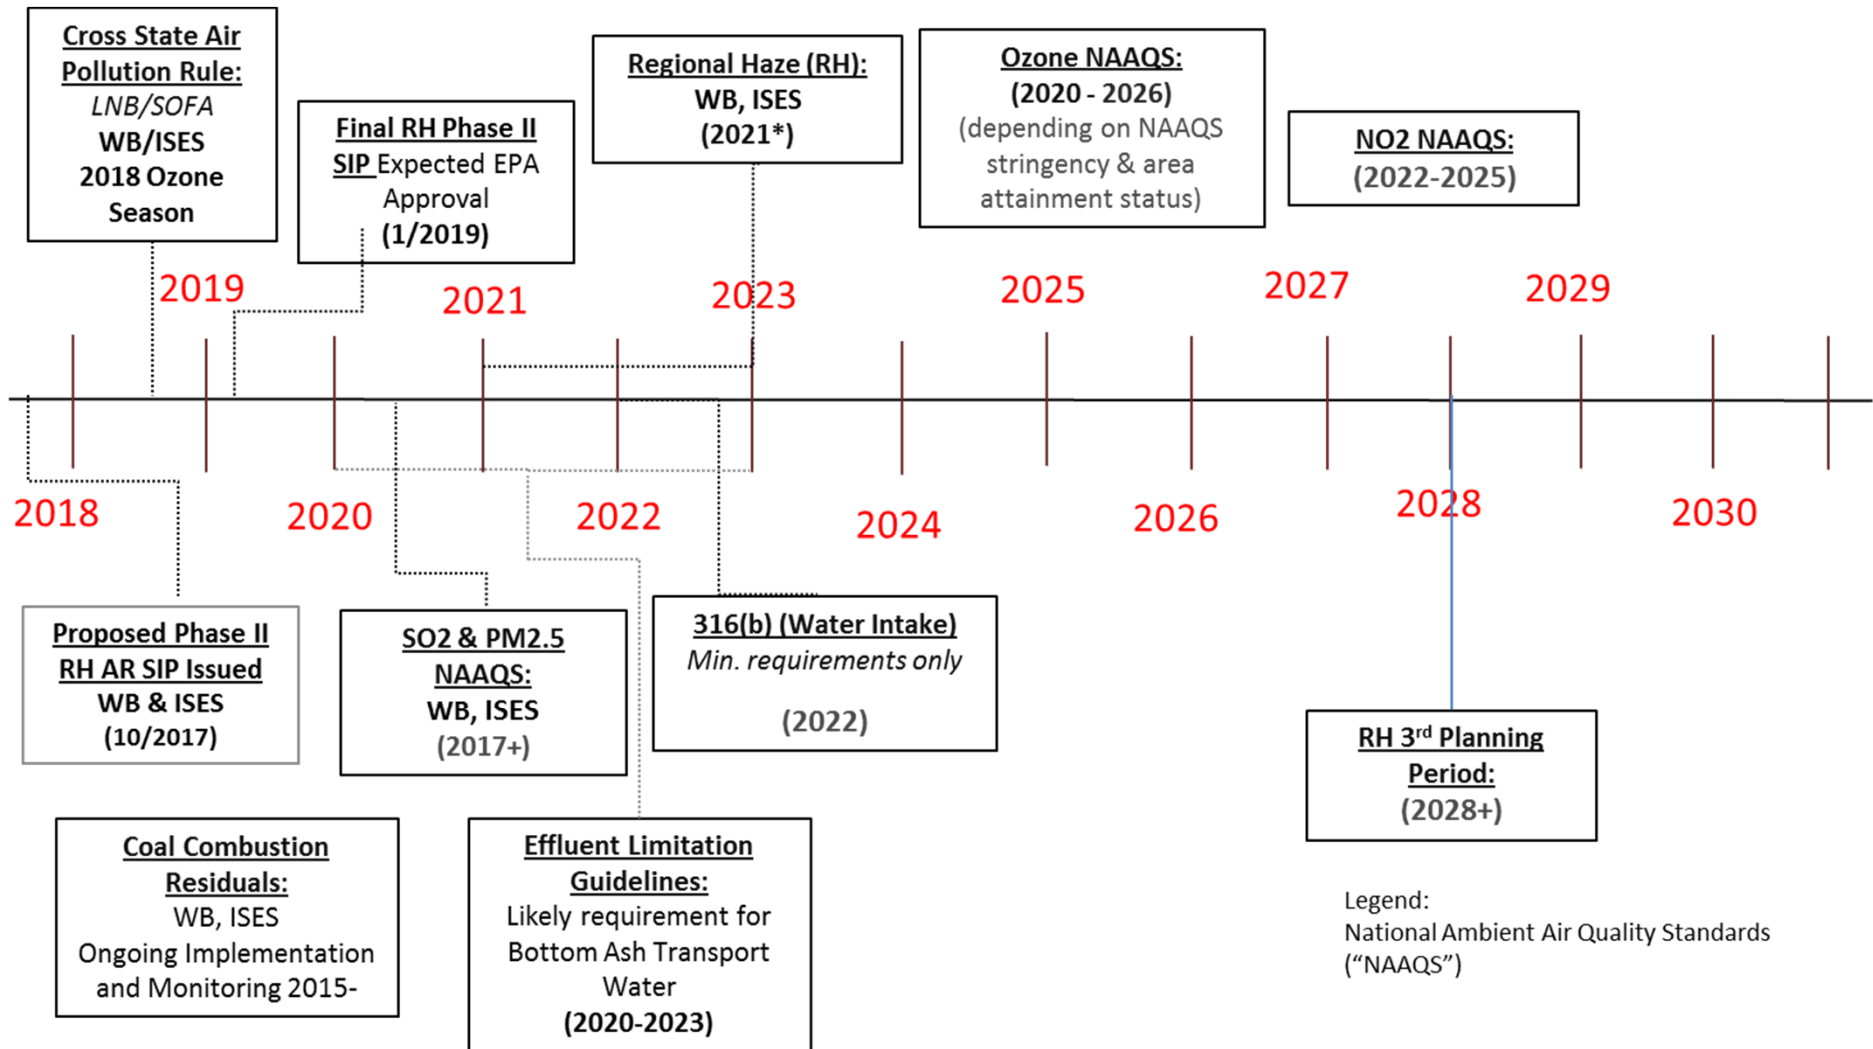 Cross State Air
Pollution Rule:
LNB/SOFA
WB/ISES
2018 Ozone
Season
Final RH Phase II
SIP Expected EPA
Approval
(1/2019)
Regional Haze (RH):
WB, ISES
(2021*)
Ozone NAAQS:
(2020 - 2026)
(depending on NAAQS
stringency & area
attainment status)
NO2 NAAQS:
(2022-2025)
2019
2021
2023
2025
2027
2029
2018
2020
2022
2024
2026
2028
2030
Proposed Phase II
RH AR SIP Issued
WB & ISES
(10/2017)
SO2 & PM2.5
NAAQS:
WB, ISES
(2017+)
316(b) (Water Intake)
Min. requirements only
(2022)
RH 3rd Planning
Period:
(2028+)
Coal Combustion
Residuals:
WB, ISES
Ongoing Implementation
and Monitoring 2015-
Effluent Limitation
Guidelines:
Likely requirement for
Bottom Ash Transport
Water
(2020-2023)
Legend:
National Ambient Air Quality Standards
(“NAAQS”)